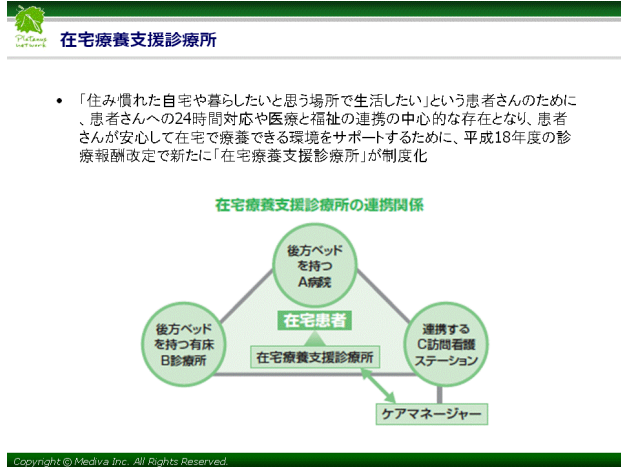 Platanus
Network
在宅療養支援診療所
• 「住み慣れた自宅や暮らしたいと思う場所で生活したい」という患者さんのために
、患者さんへの24時間対応や医療と福祉の連携の中心的な存在となり、患者
さんが安心して在宅で療養できる環境をサポートするために、平成18年度の診
療報酬改定で新たに「在宅療養支援診療所」が制度化
在宅療養支援診療所の連携関係
後方ベッド
を持つ
A病院
在宅患者
後方ベッド
を持つ有床
B診療所
在宅療養支援診療所
連携する
C訪問看護
ステーション
ケアマネージャー
Copyright © Mediva Inc. All Rights Reserved.